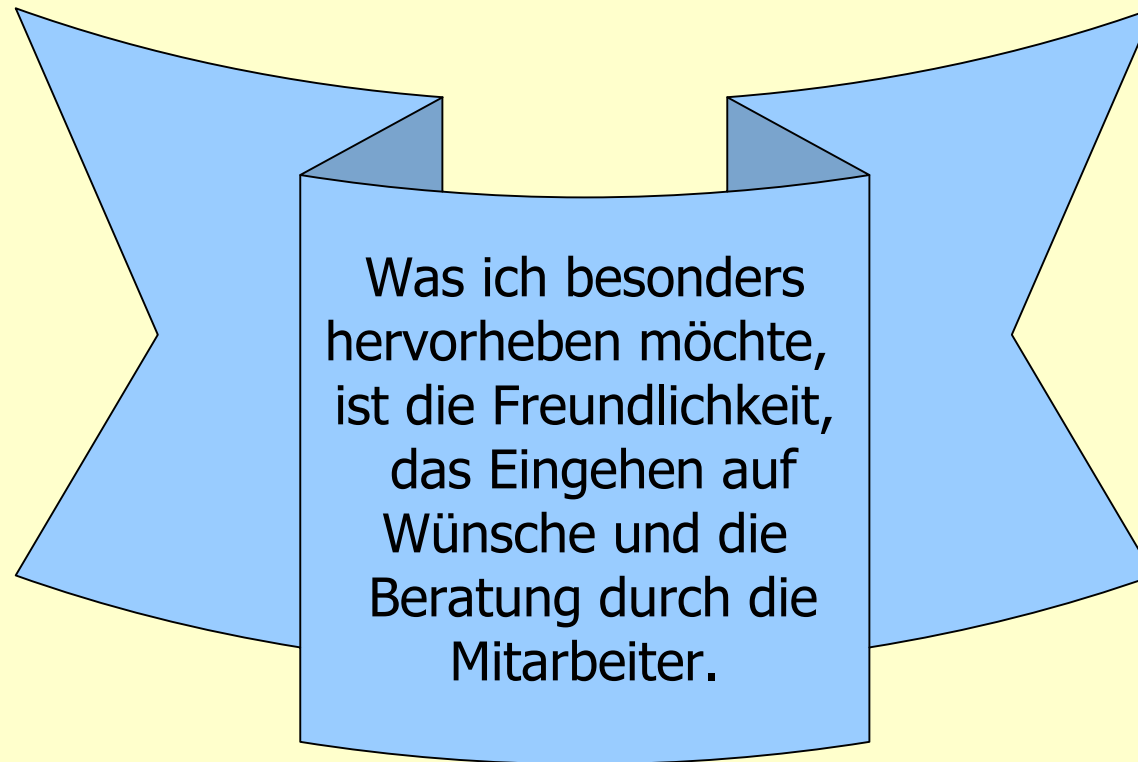 Was ich besonders
hervorheben möchte,
ist die Freundlichkeit,
das Eingehen auf
Wünsche und die
Beratung durch die
Mitarbeiter.